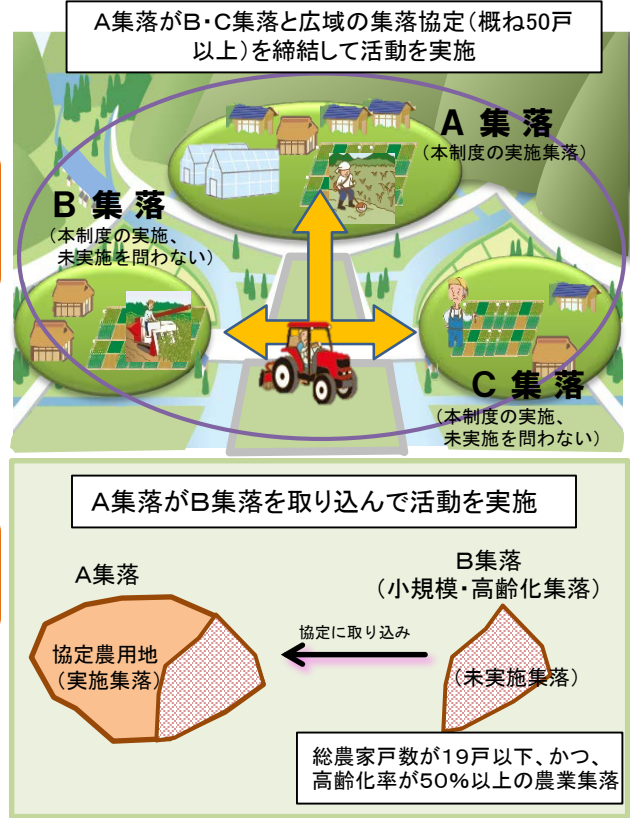 A集落がB・C集落と広域の集落協定(概ね50戸
以上)を締結して活動を実施
A 集 落
(本制度の実施集落)
B 集 落
(本制度の実施、
未実施を問わない)
C 集 落
(本制度の実施、
未実施を問わない)
A集落がB集落を取り込んで活動を実施
A集落
B集落
(小規模・高齢化集落)
協定に取り込み
協定農用地
(実施集落)
(未実施集落)
総農家戸数が19戸以下、かつ、
高齢化率が50%以上の農業集落